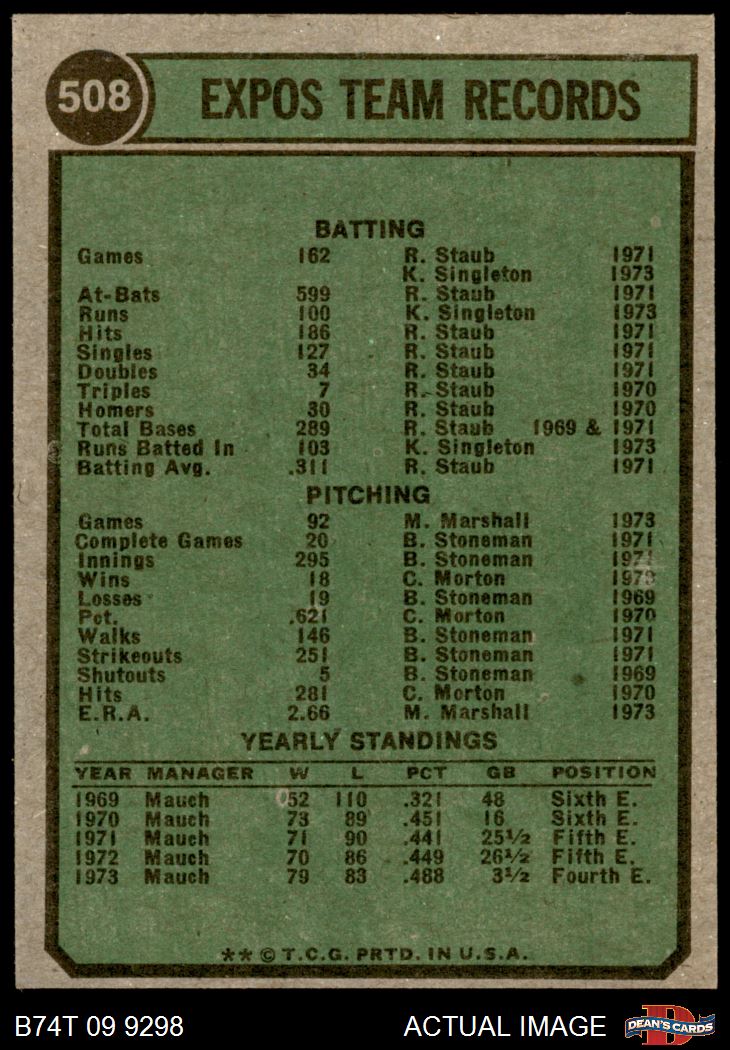 508 EXPOS TEAM RECORDS
BATTING
Games 162 R. Staub 1971
K. Singleton 1973
At-Bats 599 R. Staub 1971
Runs 100 K. Singleton 1973
Hits 186 R. Staub 1971
Singles 127 R. Staub 1971
Doubles 34 R. Staub 1971
Triples 7 R. Staub 1970
Homers 30 R. Staub 1970
Total Bases 289 R. Staub 1969 & 1971
Runs Batted In 103 K. Singleton 1973
Batting Avg. .311 R. Staub 1971
PITCHING
Games 92 M. Marshall 1973
Complete Games 20 B. Stoneman 1971
Innings 295 B. Stoneman 1971
Wins 18 C. Morton
Losses 19 B. Stoneman 1969
Pct. .621 C. Morton 1970
Walks 146 B. Stoneman 1971
Strikeouts 251 B. Stoneman 1971
Shutouts 5 B. Stoneman 1969
Hits 281 C. Morton 1970
E.R.A. 2.66 M. Marshall 1973
YEARLY STANDINGS
YEAR MANAGER W L PCT GB POSITION
1969 Mauch 52 110 .321 48 Sixth E.
1970 Mauch 73 89 .451 16 Sixth E.
1971 Mauch 71 90 .441 25½ Fifth E.
1972 Mauch 70 86 .449 26½ Fifth E.
1973 Mauch 79 83 .488 3½ Fourth E.
** © T.C.G. PRTD. IN U.S.A.
B74T 09 9298 ACTUAL IMAGE D DEAN'S CARDS